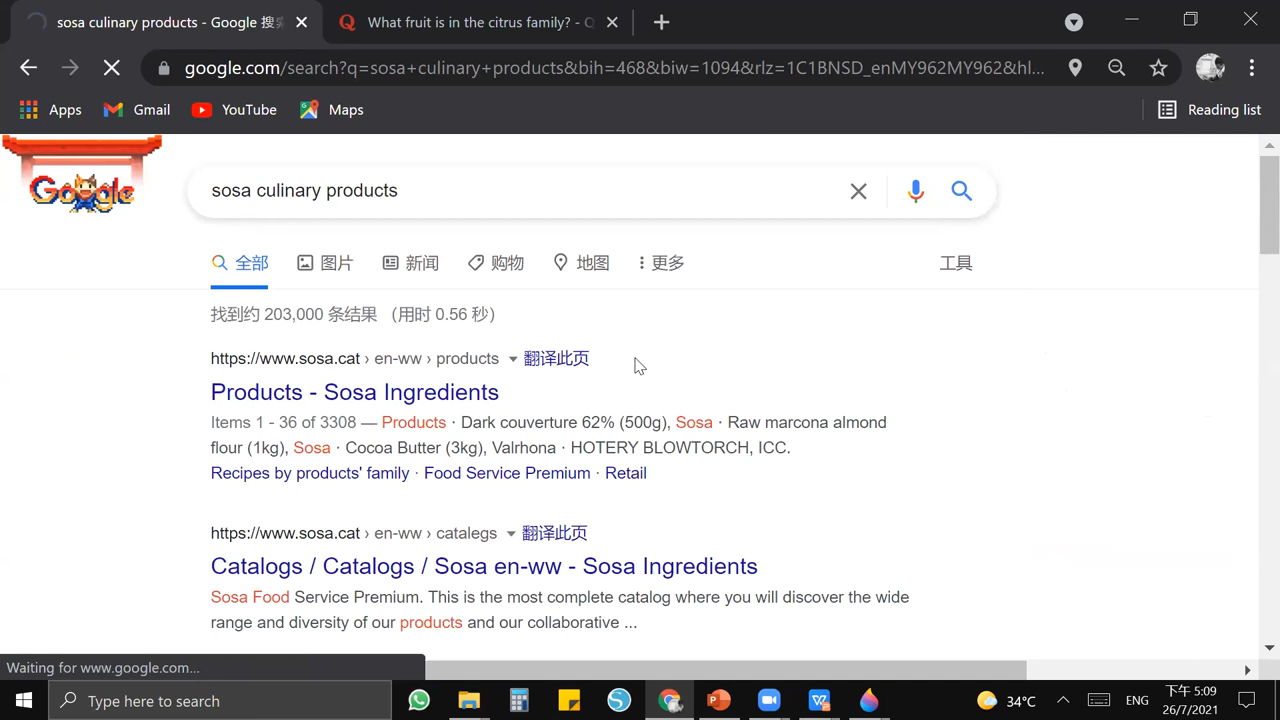 sosa culinary products - Google 搜
What fruit is in the citrus family? - Q
google.com/search?q=sosa+culinary+products&bih=468&biw=1094&rlz=1C1BNSD_enMY962MY962&hl...
Apps Gmail YouTube Maps Reading list
Google
sosa culinary products
全部 图片 新闻 购物 地图 更多 工具
找到约 203,000 条结果 （用时 0.56 秒）
https://www.sosa.cat › en-ww › products 翻译此页
Products - Sosa Ingredients
Items 1 - 36 of 3308 — Products · Dark couverture 62% (500g), Sosa · Raw marcona almond
flour (1kg), Sosa · Cocoa Butter (3kg), Valrhona · HOTERY BLOWTORCH, ICC.
Recipes by products' family · Food Service Premium · Retail
https://www.sosa.cat › en-ww › catalegs 翻译此页
Catalogs / Catalogs / Sosa en-ww - Sosa Ingredients
Sosa Food Service Premium. This is the most complete catalog where you will discover the wide
range and diversity of our products and our collaborative ...
Waiting for www.google.com...
Type here to search
34°C
ENG
下午 5:09
26/7/2021